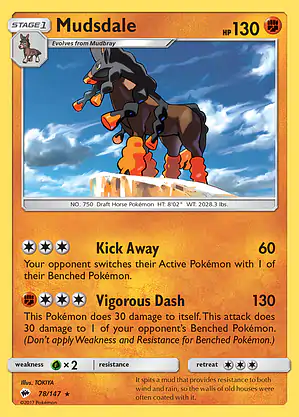 STAGE 1 Mudsdale HP 130
Evolves from Mudbray
NO. 750 Draft Horse Pokémon HT: 8'02" WT: 2028.3 lbs.
Kick Away 60
Your opponent switches their Active Pokémon with 1 of
their Benched Pokémon.
Vigorous Dash 130
This Pokémon does 30 damage to itself. This attack does
30 damage to 1 of your opponent's Benched Pokémon.
(Don't apply Weakness and Resistance for Benched Pokémon.)
weakness × 2 resistance retreat
Illus. TOKIYA
78/147 ★
©2017 Pokémon
It spits a mud that provides resistance to both
wind and rain, so the walls of old houses were
often coated with it.